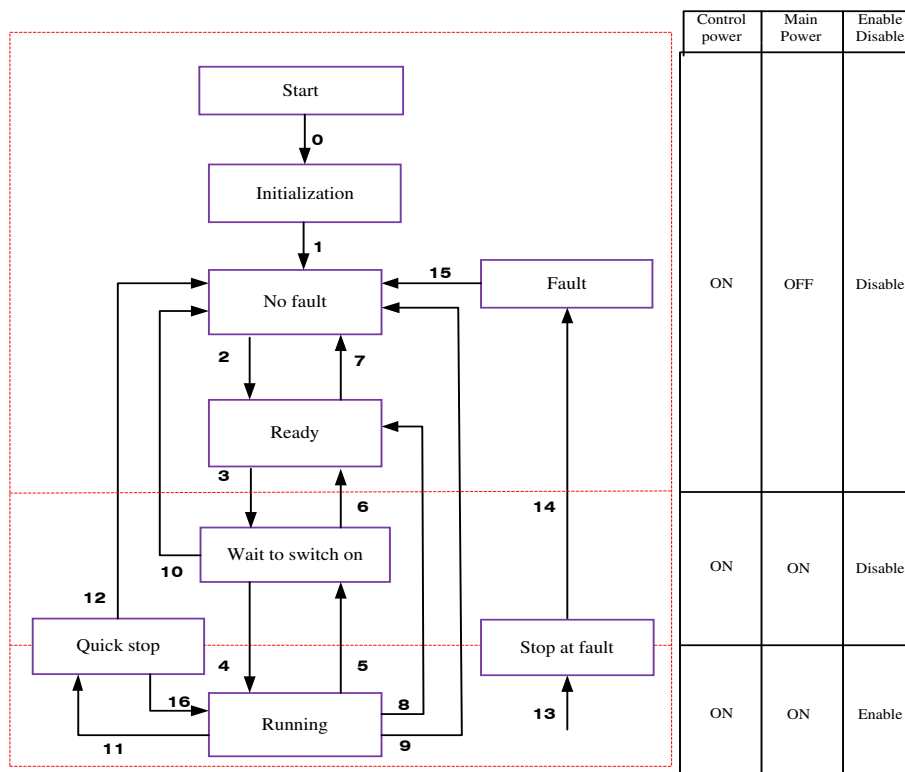 Control
power
Main
Power
Enable
Disable
Start
0
Initialization
1
15
No fault
Fault
ON
OFF
Disable
2
7
Ready
3
6
14
Wait to switch on
10
ON
ON
Disable
12
Quick stop
Stop at fault
4
5
16
8
13
Running
ON
ON
Enable
11
9